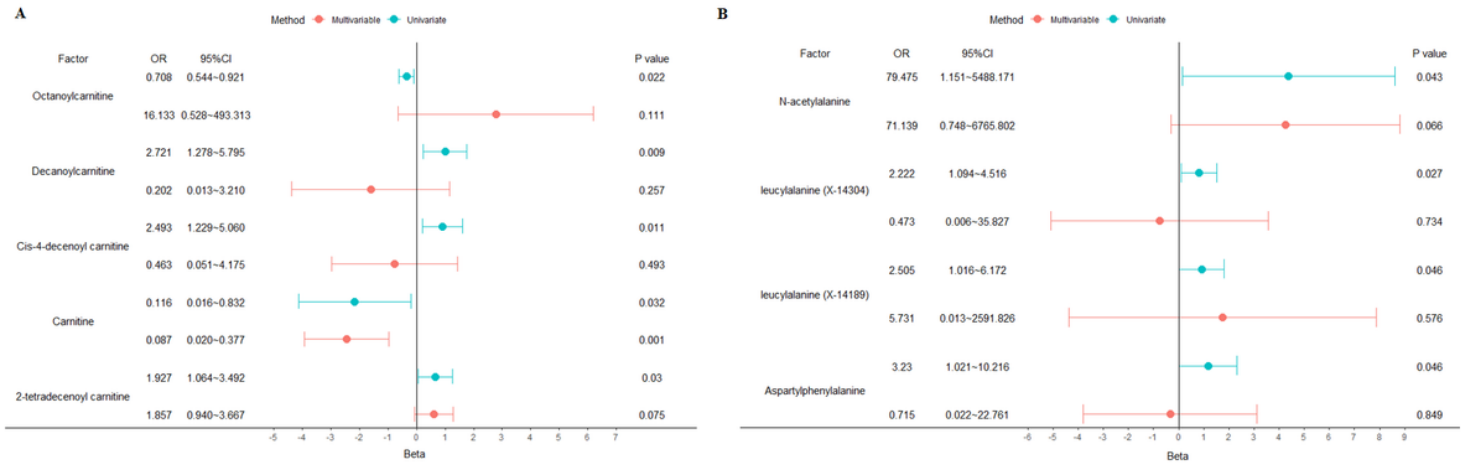 A
Method Multivariable Univariate
Factor OR 95%CI P value
0.708 0.544~0.921 0.022
Octanoylcarnitine
16.133 0.528~493.313 0.111
2.721 1.278~5.795 0.009
Decanoylcarnitine
0.202 0.013~3.210 0.257
2.493 1.229~5.060 0.011
Cis-4-decenoyl carnitine
0.463 0.051~4.175 0.493
0.116 0.016~0.832 0.032
Carnitine
0.087 0.020~0.377 0.001
1.927 1.064~3.492 0.03
2-tetradecenoyl carnitine
1.857 0.940~3.667 0.075
-5 -4 -3 -2 -1 0 1 2 3 4 5 6 7
Beta
B
Method Multivariable Univariate
Factor OR 95%CI P value
79.475 1.151~5488.171 0.043
N-acetylalanine
71.139 0.748~6765.802 0.066
2.222 1.094~4.516 0.027
leucylalanine (X-14304)
0.473 0.006~35.827 0.734
2.505 1.016~6.172 0.046
leucylalanine (X-14189)
5.731 0.013~2591.826 0.576
3.23 1.021~10.216 0.046
Aspartylphenylalanine
0.715 0.022~22.761 0.849
-6 -5 -4 -3 -2 -1 0 1 2 3 4 5 6 7 8 9
Beta